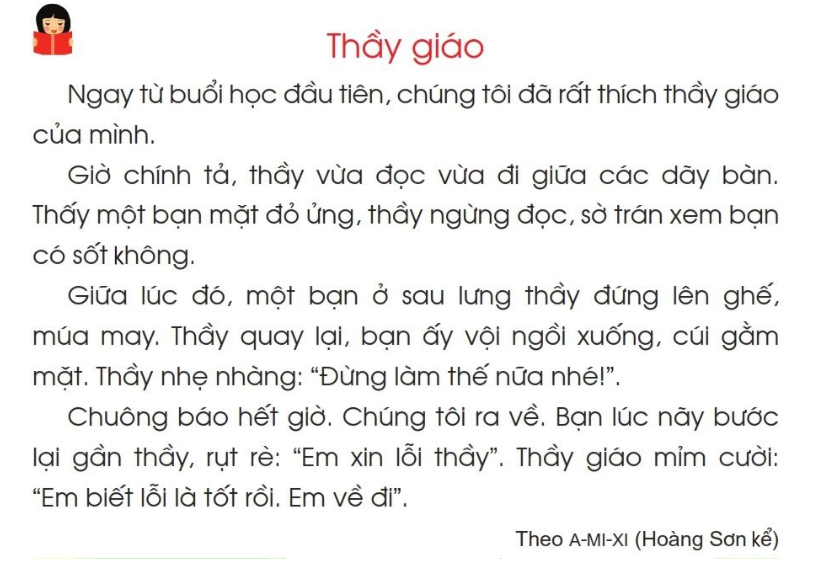 Thầy giáo
Ngay từ buổi học đầu tiên, chúng tôi đã rất thích thầy giáo
của mình.
Giờ chính tả, thầy vừa đọc vừa đi giữa các dãy bàn.
Thấy một bạn mặt đỏ ửng, thầy ngừng đọc, sờ trán xem bạn
có sốt không.
Giữa lúc đó, một bạn ở sau lưng thầy đứng lên ghế,
múa may. Thầy quay lại, bạn ấy vội ngồi xuống, cúi gằm
mặt. Thầy nhẹ nhàng: “Đừng làm thế nữa nhé!”.
Chuông báo hết giờ. Chúng tôi ra về. Bạn lúc nãy bước
lại gần thầy, rụt rè: “Em xin lỗi thầy”. Thầy giáo mỉm cười:
“Em biết lỗi là tốt rồi. Em về đi”.
Theo A-MI-XI (Hoàng Sơn kể)